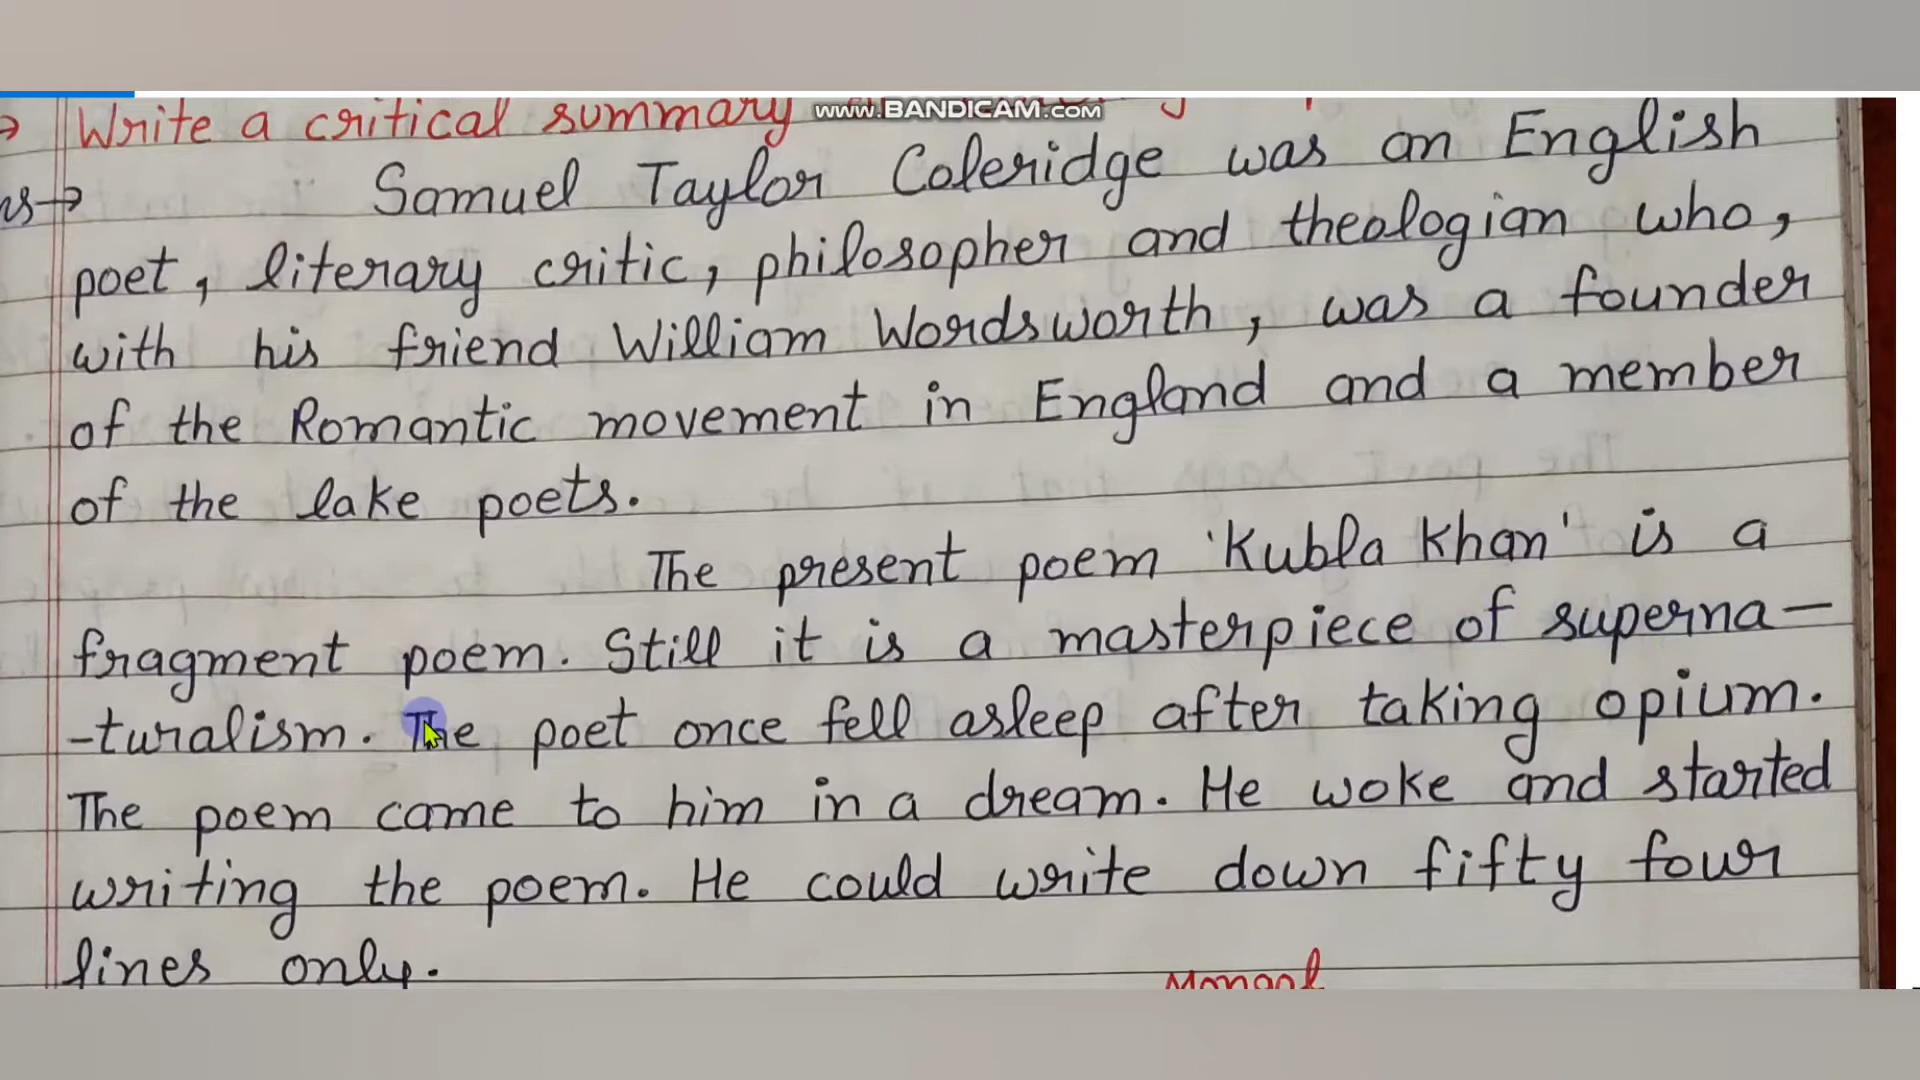 → Write a critical summary
www.BANDICAM.com
ns→ Samuel Taylor Coleridge was an English
poet, literary critic, philosopher and theologian who,
with his friend William Wordsworth, was a founder
of the Romantic movement in England and a member
of the lake poets.
The present poem 'Kubla Khan' is a
fragment poem. Still it is a masterpiece of superna-
-turalism. The poet once fell asleep after taking opium.
The poem came to him in a dream. He woke and started
writing the poem. He could write down fifty four
lines only.
Mongol